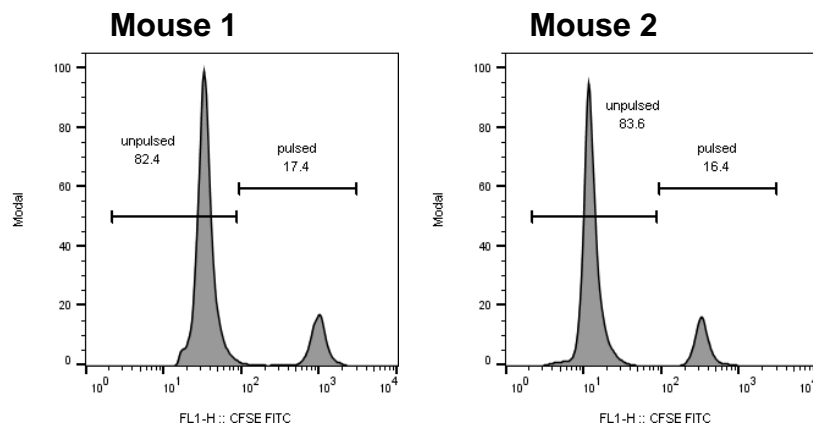 Mouse 1
100
80
60
40
20
0
Modal
unpulsed
82.4
pulsed
17.4
10^0
10^1
10^2
10^3
10^4
FL1-H :: CFSE FITC
Mouse 2
100
80
60
40
20
0
Modal
unpulsed
83.6
pulsed
16.4
10^0
10^1
10^2
10^3
FL1-H :: CFSE FITC